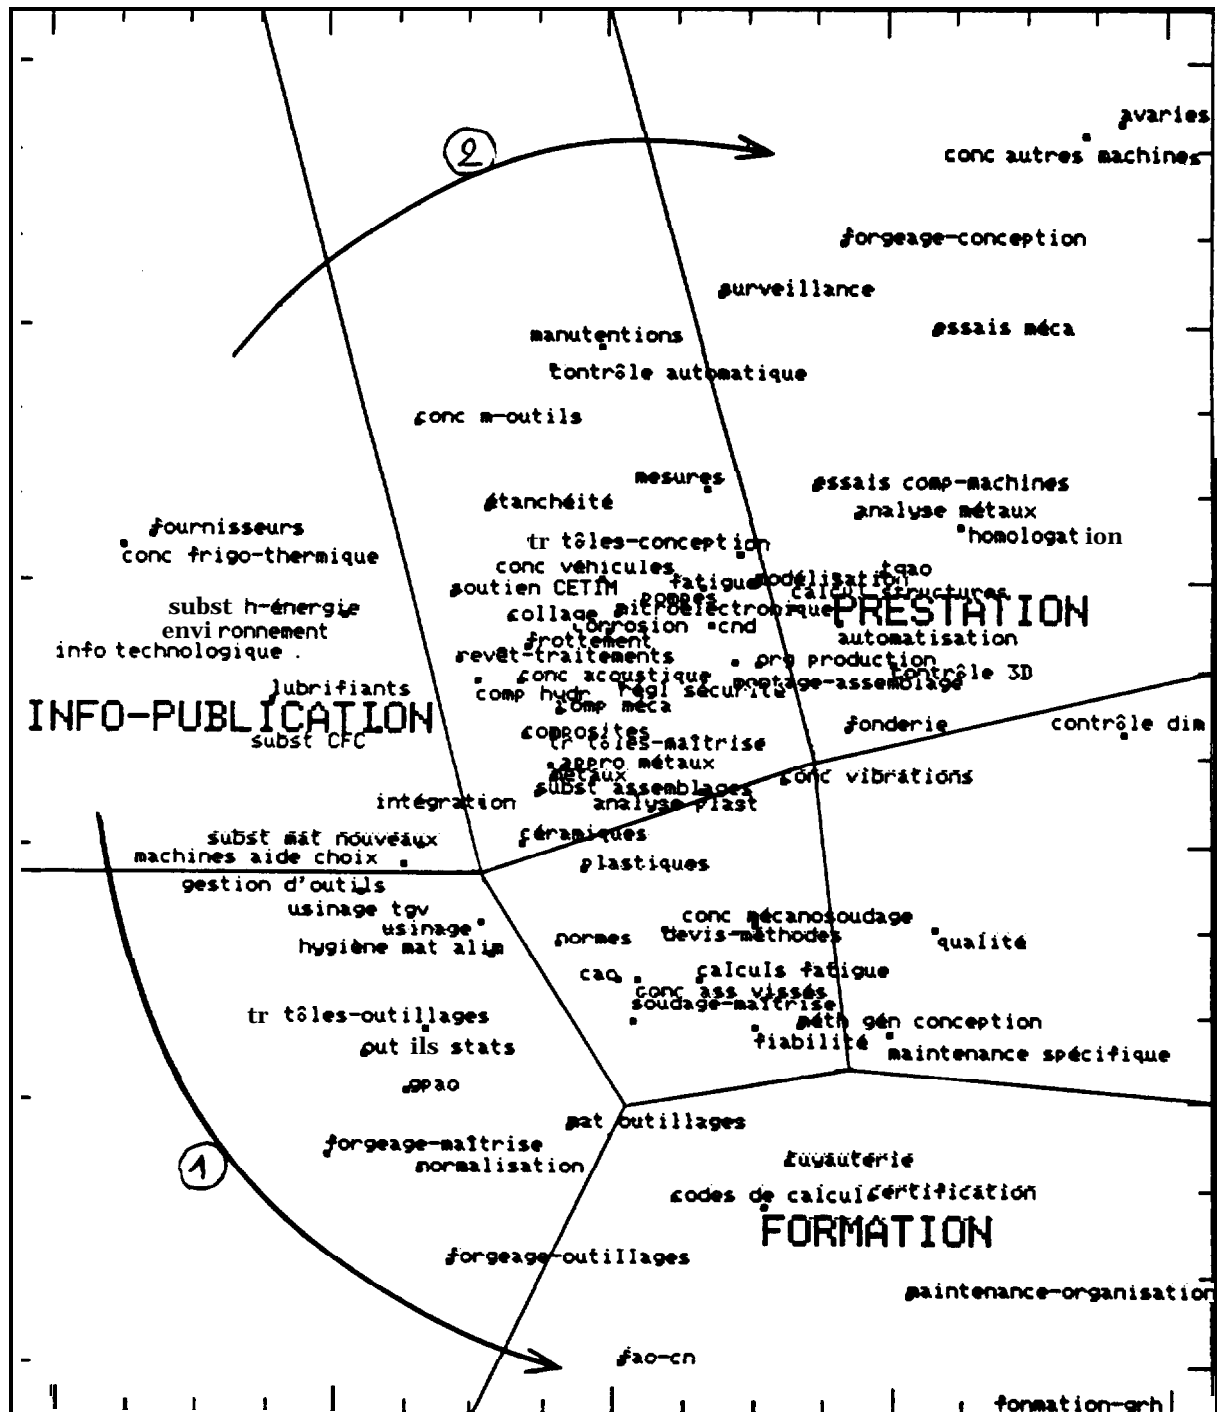 avaries
conc autres machines
2
forgeage-conception
surveillance
essais méca
manutentions
contrôle automatique
conc m-outils
mesures
essais comp-machines
étanchéité
analyse métaux
fournisseurs
homologation
tr tôles-conception
conc frigo-thermique
conc véhicules
tgao
fatigue
modélisation
soutien CETIM
calcul structures
pompes
subst h-énergie
collage
microélectronique
PRESTATION
corrosion
cnd
environnement
frottement
automatisation
info technologique
revêt-traitements
org production
contrôle 3D
conc acoustique
montage-assemblage
lubrifiants
comp hydr
régl sécurité
comp méca
INFO-PUBLICATION
fonderie
contrôle dim
composites
subst CFC
tr tôles-maîtrise
appro métaux
métaux
conc vibrations
subst assemblages
intégration
analyse plast
céramiques
subst mat nouveaux
machines aide choix
plastiques
gestion d'outils
usinage tgv
conc mécanosoudage
usinage
devis-méthodes
normes
qualité
hygiène mat alim
cao
calculs fatigue
conc ass vissés
soudage-maîtrise
tr tôles-outillages
méth gén conception
fiabilité
outils stats
maintenance spécifique
gpao
mat outillages
forgeage-maîtrise
tuyauterie
normalisation
1
codes de calcul
certification
FORMATION
forgeage-outillages
maintenance-organisation
fao-cn
formation-grh